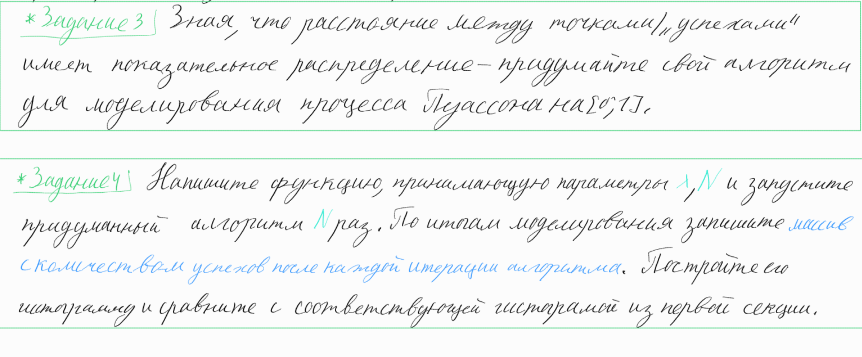 *Задание 3 Зная, что расстояние между точками/„успехами“
имеет показательное распределение – придумайте свой алгоритм
для моделирования процесса Пуассона на [0;1].
*Задание 4 Напишите функцию, принимающую параметры λ, N и запустите
придуманный алгоритм N раз. По итогам моделирования запишите массив
с количеством успехов после каждой итерации алгоритма. Постройте его
гистограмму и сравните с соответствующей гистограмой из первой секции.